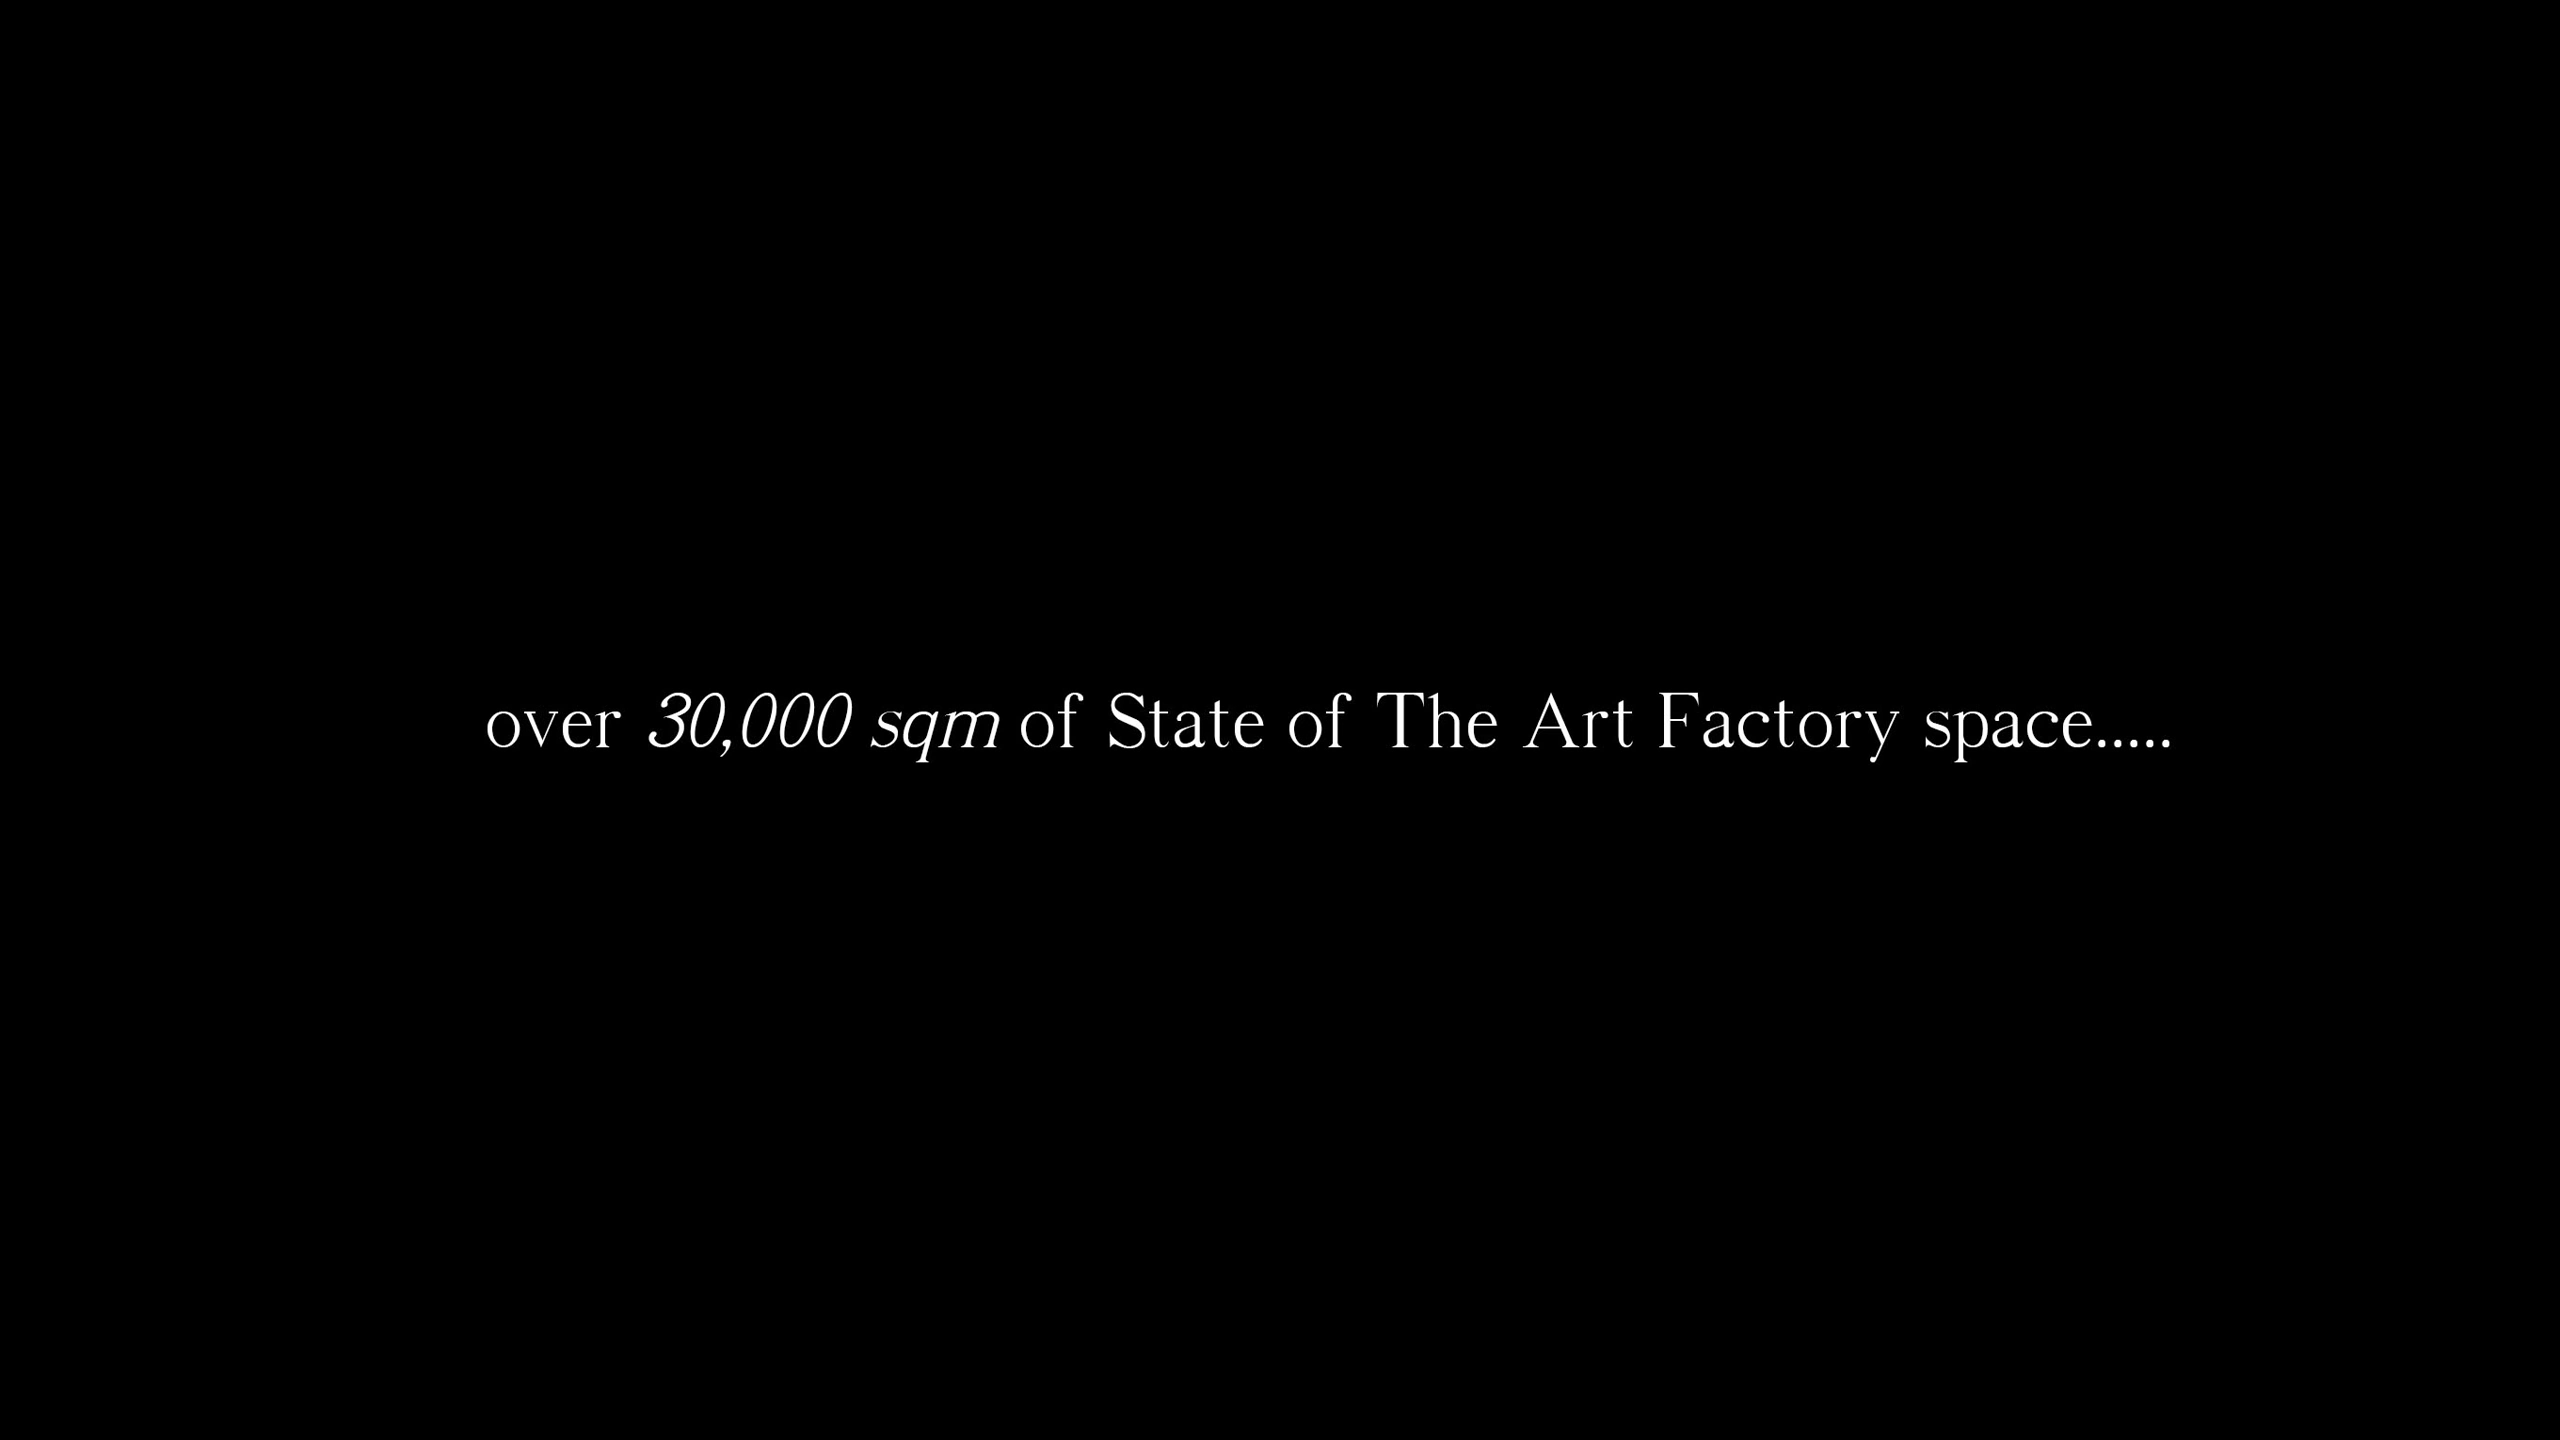 over 30,000 sqm of State of The Art Factory space.....